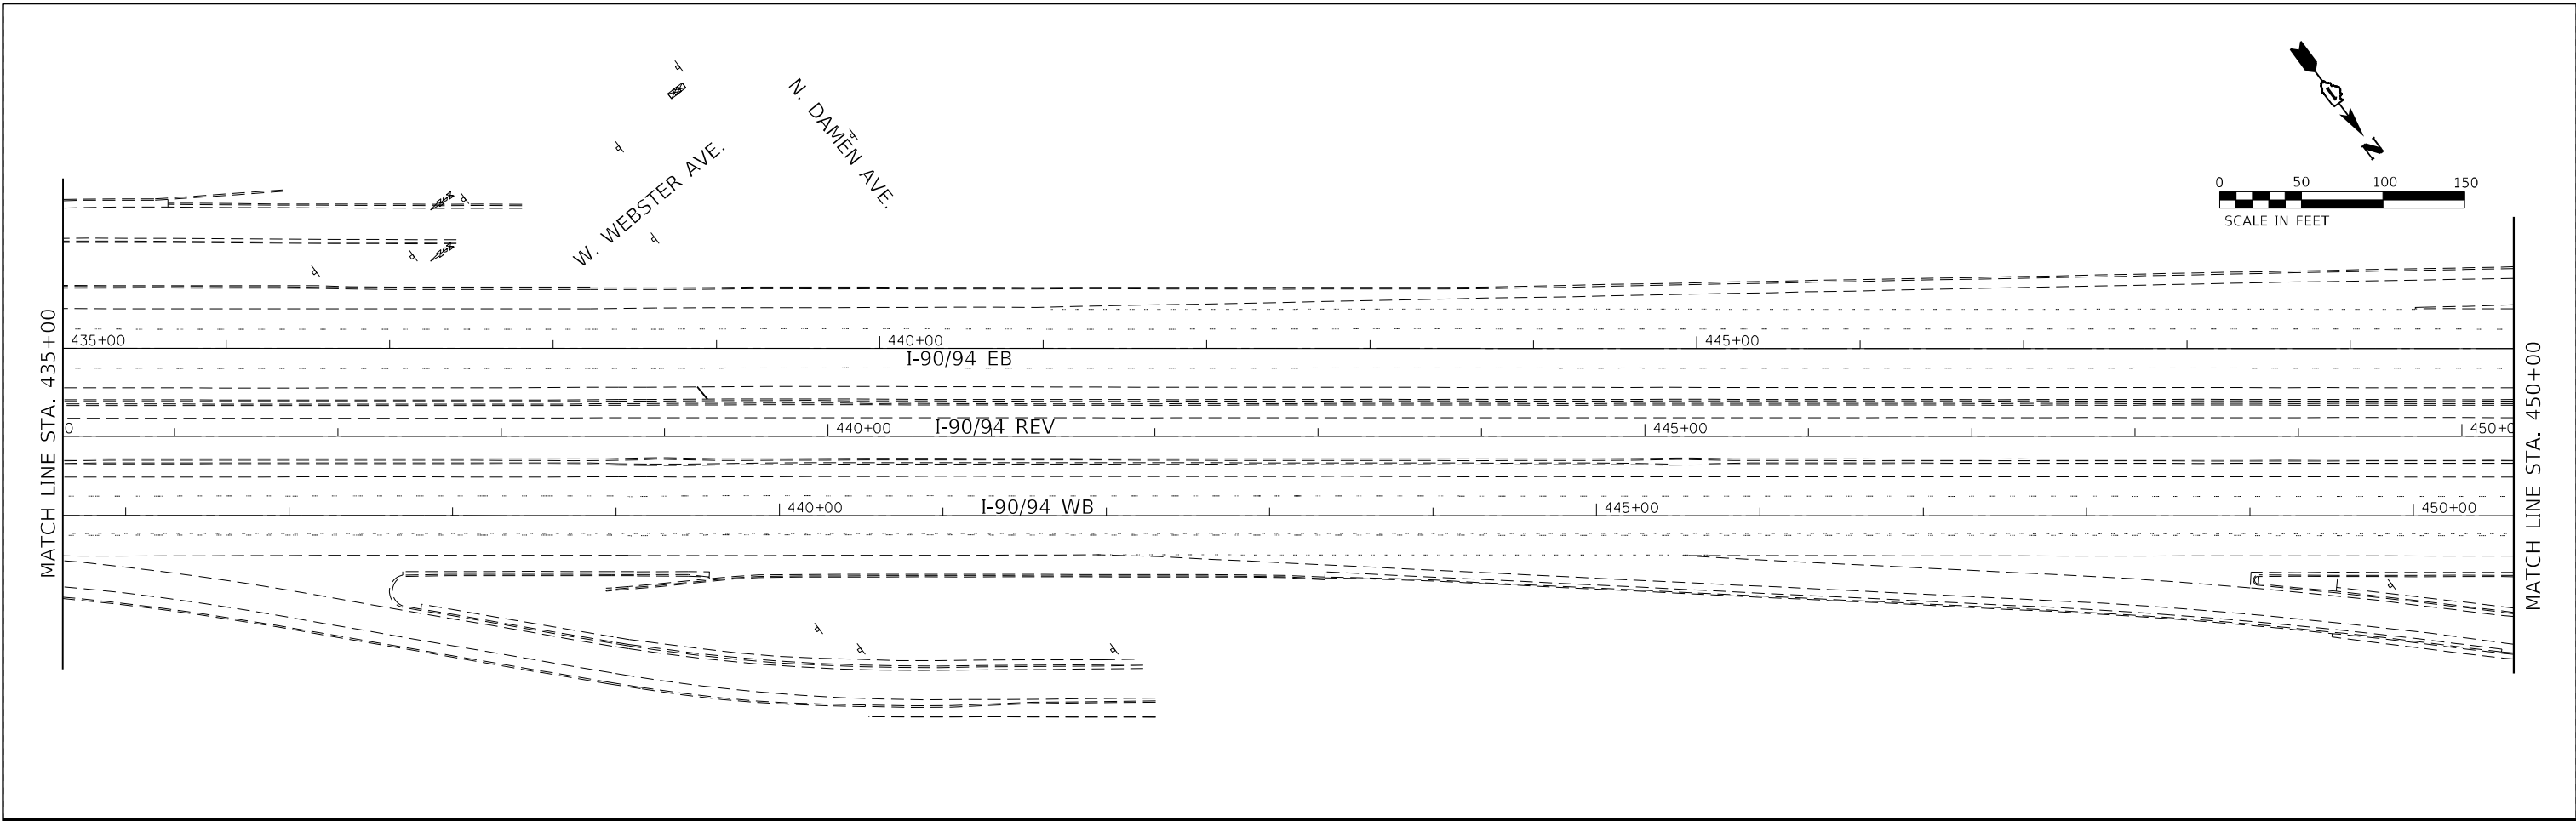 W. WEBSTER AVE.
N. DAMEN AVE.
N
0 50 100 150
SCALE IN FEET
MATCH LINE STA. 435+00
435+00 440+00 445+00
I-90/94 EB
0 440+00 445+00 450+0
I-90/94 REV
I-90/94 WB
440+00 445+00 450+00
MATCH LINE STA. 450+00